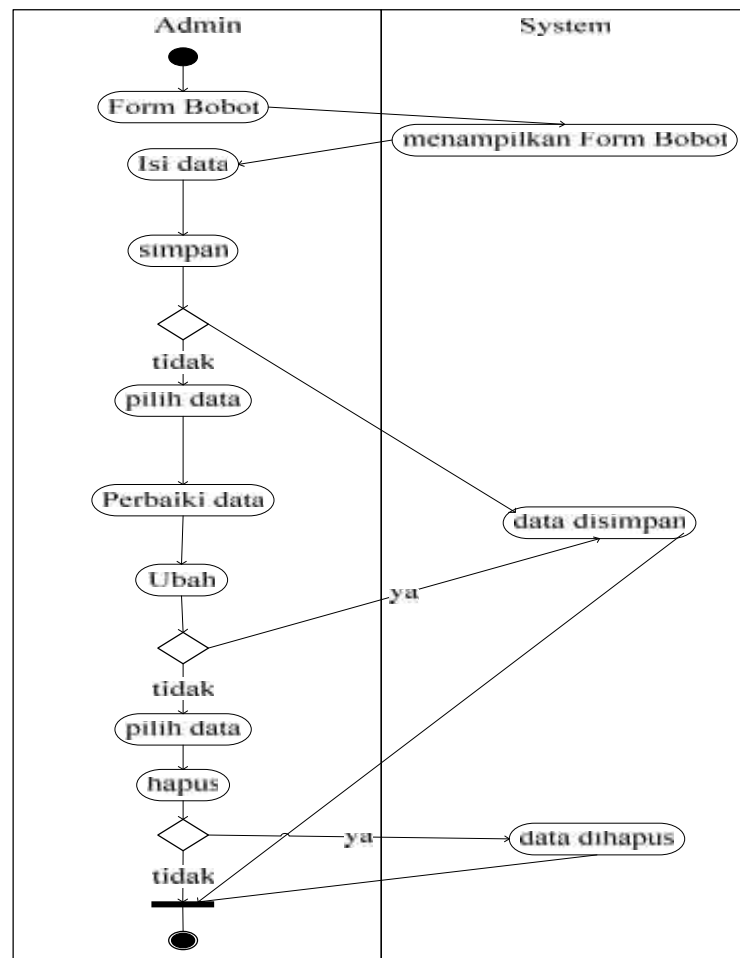 Admin
System
Form Bobot
menampilkan Form Bobot
Isi data
simpan
tidak
pilih data
Perbaiki data
data disimpan
Ubah
ya
tidak
pilih data
hapus
ya
data dihapus
tidak